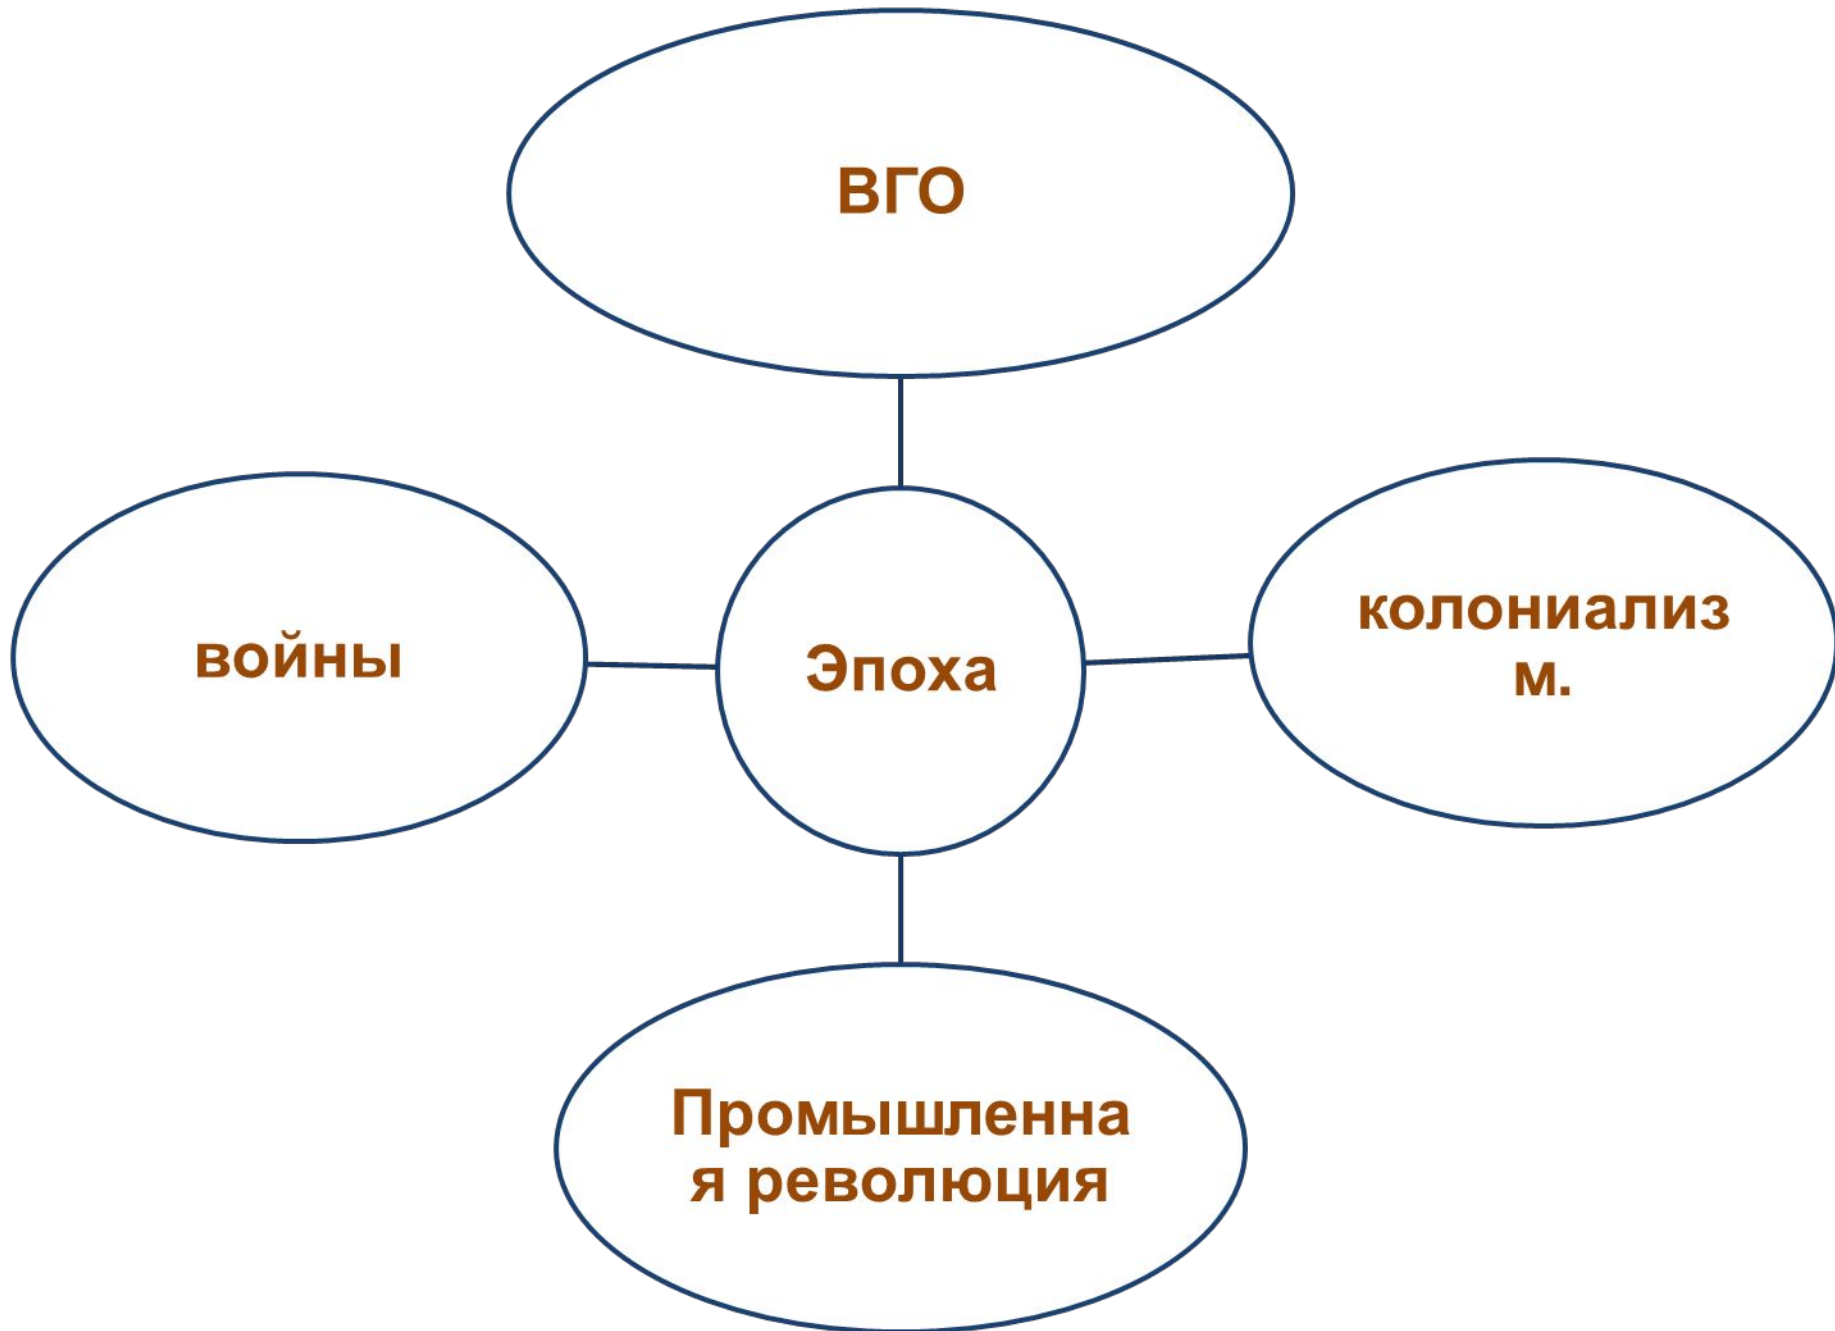 ВГО
войны
Эпоха
колониализ
м.
Промышленна
я революция